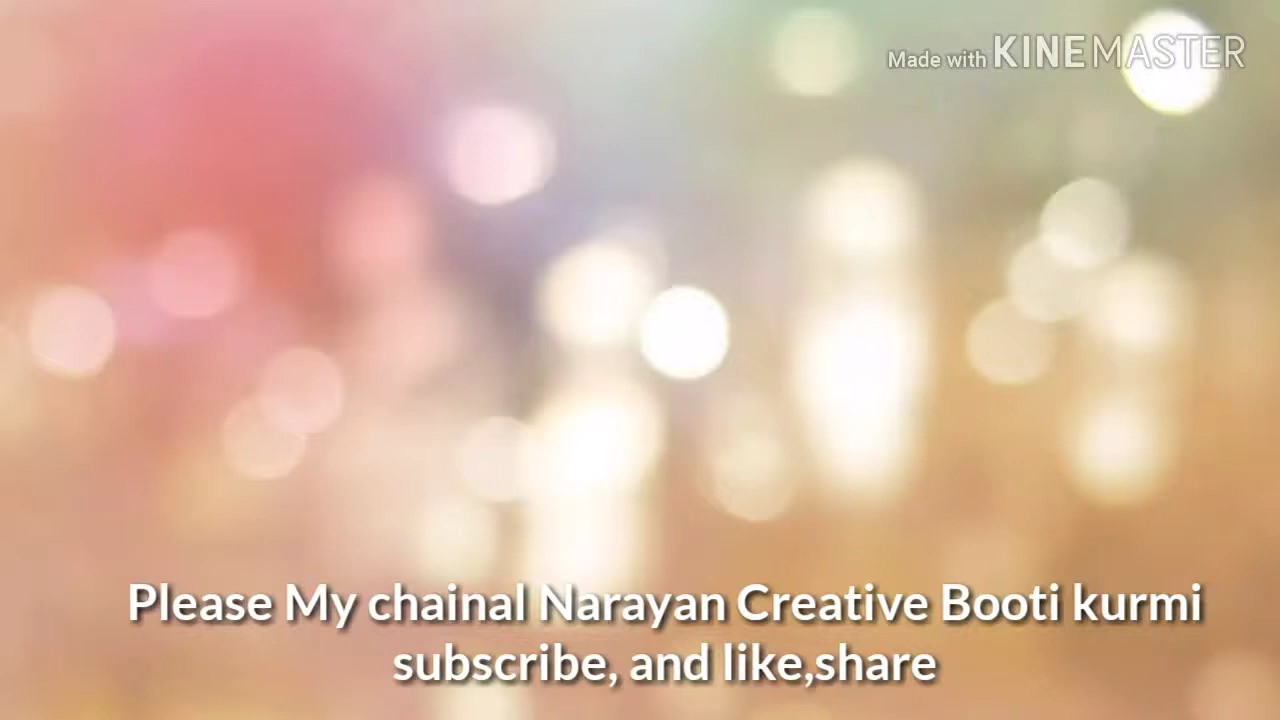 Made with KINEMASTER
Please My chainal Narayan Creative Booti kurmi
subscribe, and like,share